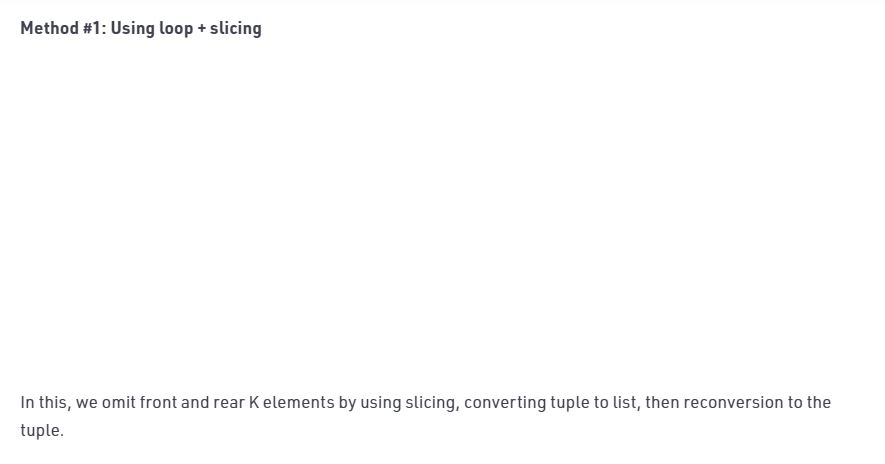 Method #1: Using loop + slicing
In this, we omit front and rear K elements by using slicing, converting tuple to list, then reconversion to the
tuple.